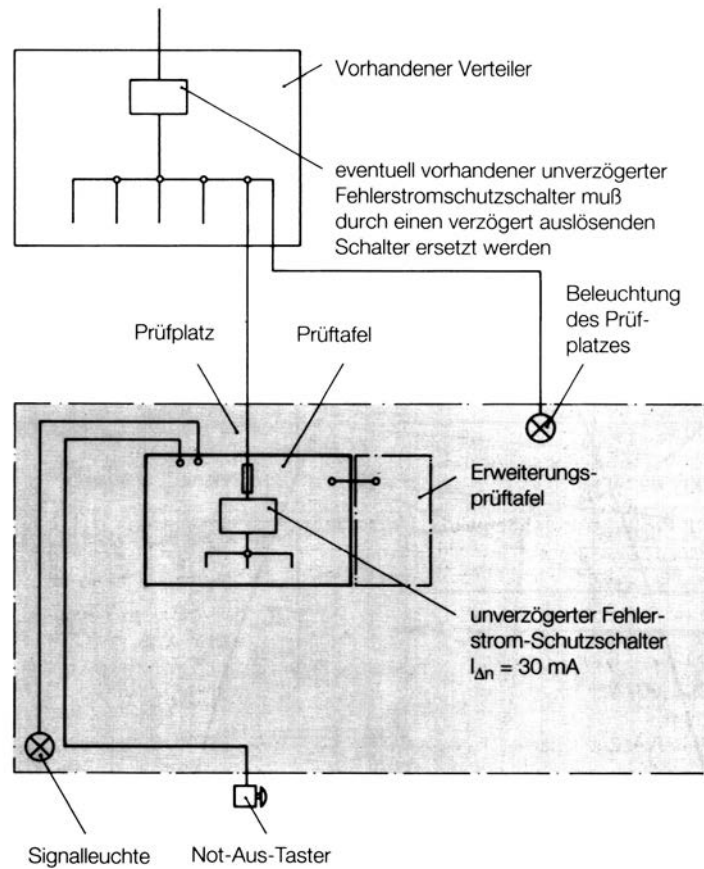 Vorhandener Verteiler
eventuell vorhandener unverzögerter
Fehlerstromschutzschalter muß
durch einen verzögert auslösenden
Schalter ersetzt werden
Beleuchtung
des Prüf-
platzes
Prüfplatz
Prüftafel
Erweiterungs-
prüftafel
unverzögerter Fehler-
strom-Schutzschalter
IΔn = 30 mA
Signalleuchte
Not-Aus-Taster